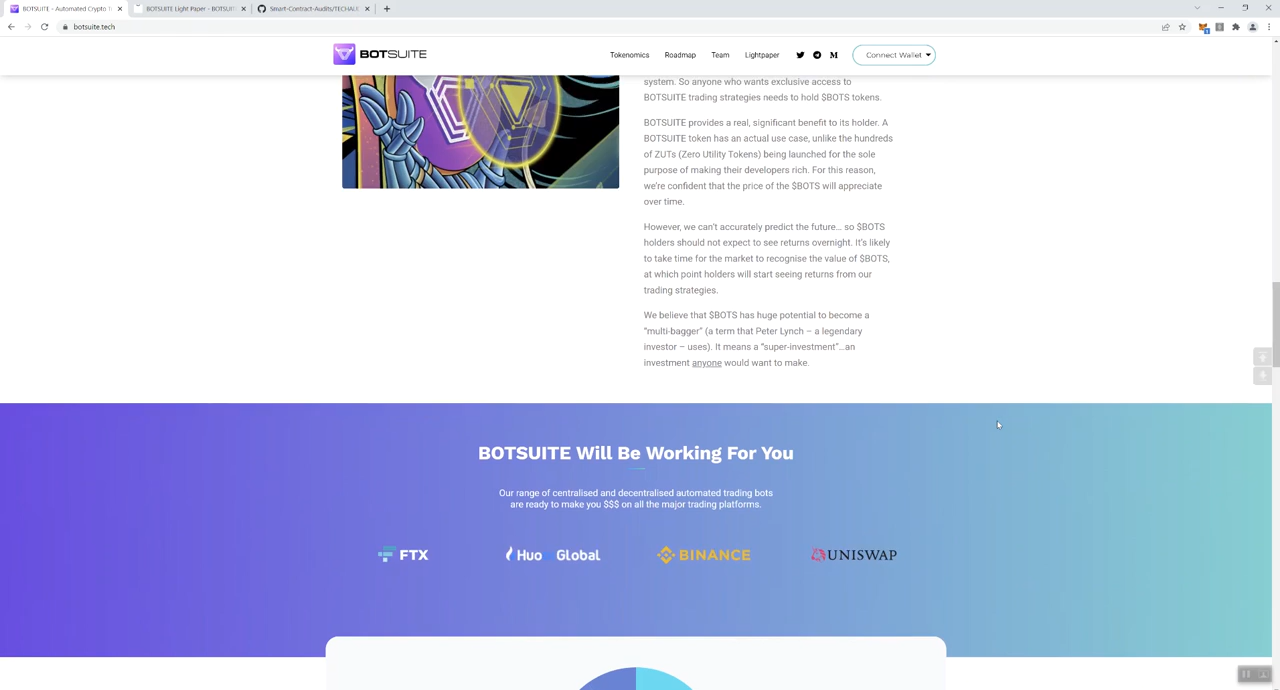 BOTSUITE - Automated Crypto T
BOTSUITE Light Paper - BOTSUIT
Smart-Contract-Audits/TECHAL
botsuite.tech
BOTSUITE
Tokenomics
Roadmap
Team
Lightpaper
Connect Wallet
system. So anyone who wants exclusive access to
BOTSUITE trading strategies needs to hold $BOTS tokens.
BOTSUITE provides a real, significant benefit to its holder. A
BOTSUITE token has an actual use case, unlike the hundreds
of ZUTs (Zero Utility Tokens) being launched for the sole
purpose of making their developers rich. For this reason,
we're confident that the price of the $BOTS will appreciate
over time.
However, we can't accurately predict the future... so $BOTS
holders should not expect to see returns overnight. It's likely
to take time for the market to recognise the value of $BOTS,
at which point holders will start seeing returns from our
trading strategies.
We believe that $BOTS has huge potential to become a
"multi-bagger" (a term that Peter Lynch – a legendary
investor – uses). It means a "super-investment"...an
investment anyone would want to make.
BOTSUITE Will Be Working For You
Our range of centralised and decentralised automated trading bots
are ready to make you $$$ on all the major trading platforms.
FTX
Huo Global
BINANCE
UNISWAP